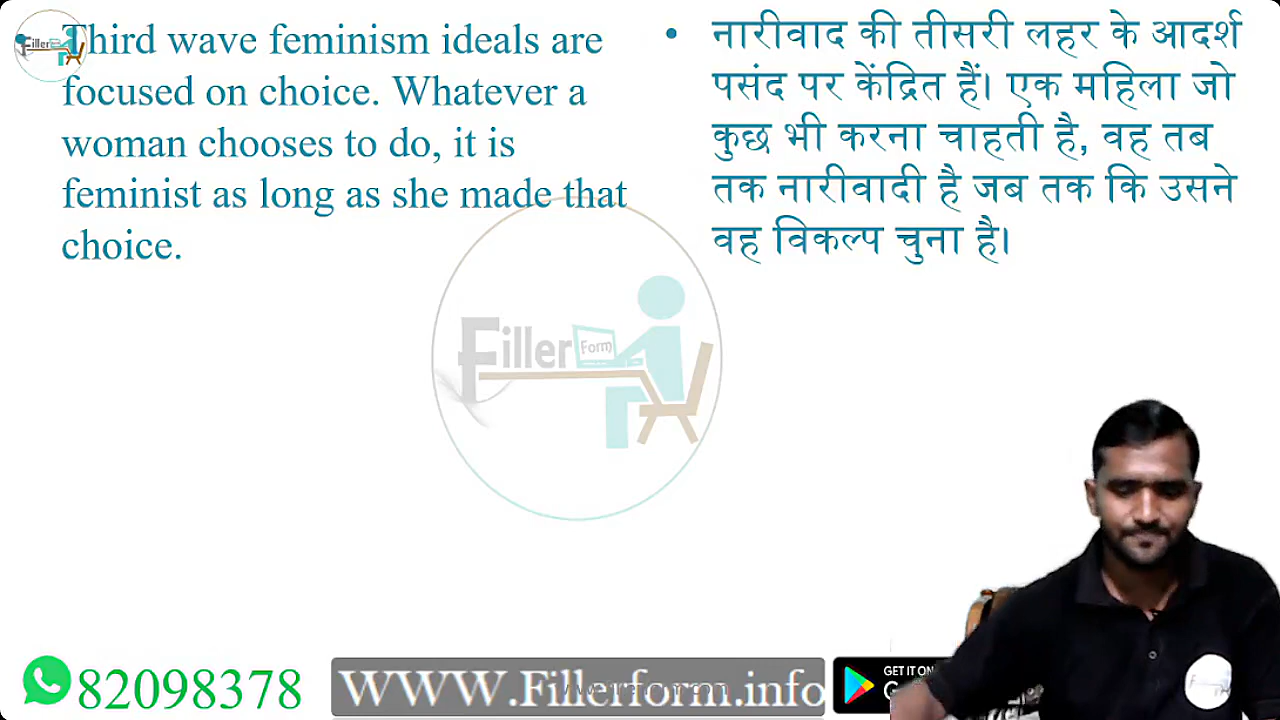 Third wave feminism ideals are
focused on choice. Whatever a
woman chooses to do, it is
feminist as long as she made that
choice.
• नारीवाद की तीसरी लहर के आदर्श
पसंद पर केंद्रित हैं। एक महिला जो
कुछ भी करना चाहती है, वह तब
तक नारीवादी है जब तक कि उसने
वह विकल्प चुना है।
Filler
Filler Form
82098378
WWW.Fillerform.info
GET IT ON